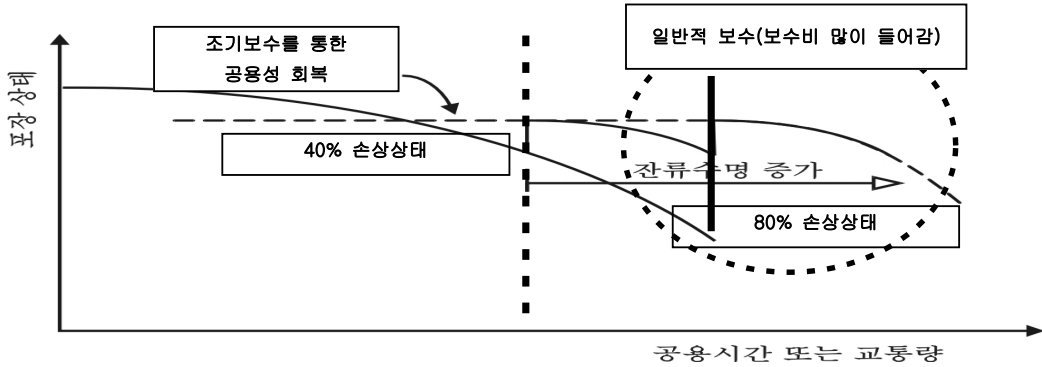 조기보수를 통한
공용성 회복
일반적 보수(보수비 많이 들어감)
포장 상태
40% 손상상태
잔류수명 증가
80% 손상상태
공용시간 또는 교통량